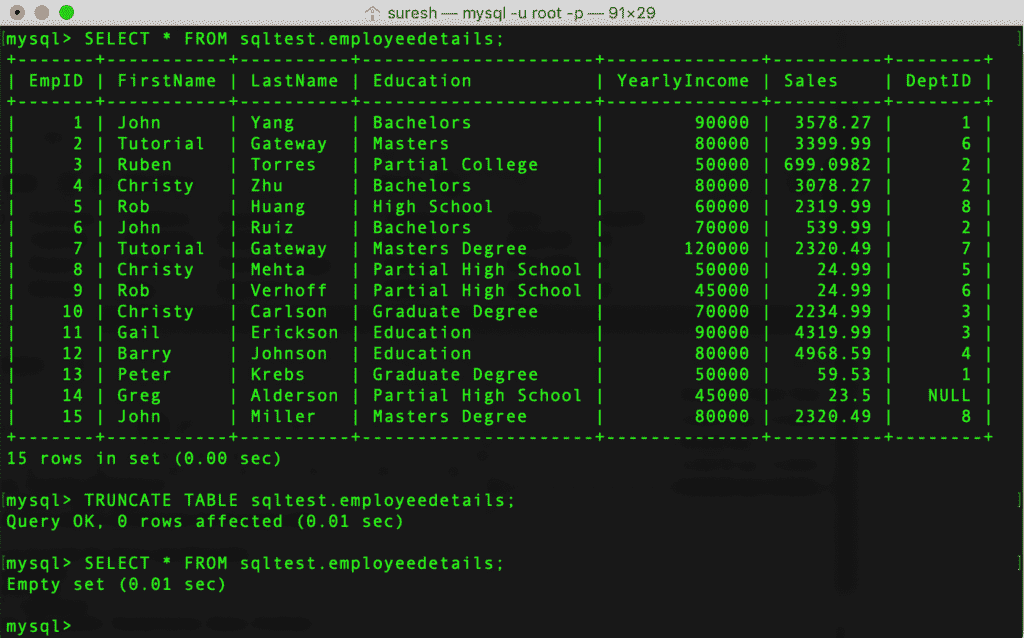 suresh — mysql -u root -p — 91×29
mysql> SELECT * FROM sqltest.employeedetails;
+-------+-----------+----------+---------------------+--------------+----------+--------+
| EmpID | FirstName | LastName | Education           | YearlyIncome | Sales    | DeptID |
+-------+-----------+----------+---------------------+--------------+----------+--------+
|     1 | John      | Yang     | Bachelors           |        90000 |  3578.27 |      1 |
|     2 | Tutorial  | Gateway  | Masters             |        80000 |  3399.99 |      6 |
|     3 | Ruben     | Torres   | Partial College     |        50000 | 699.0982 |      2 |
|     4 | Christy   | Zhu      | Bachelors           |        80000 |  3078.27 |      2 |
|     5 | Rob       | Huang    | High School         |        60000 |  2319.99 |      8 |
|     6 | John      | Ruiz     | Bachelors           |        70000 |   539.99 |      2 |
|     7 | Tutorial  | Gateway  | Masters Degree      |       120000 |  2320.49 |      7 |
|     8 | Christy   | Mehta    | Partial High School |        50000 |    24.99 |      5 |
|     9 | Rob       | Verhoff  | Partial High School |        45000 |    24.99 |      6 |
|    10 | Christy   | Carlson  | Graduate Degree     |        70000 |  2234.99 |      3 |
|    11 | Gail      | Erickson | Education           |        90000 |  4319.99 |      3 |
|    12 | Barry     | Johnson  | Education           |        80000 |  4968.59 |      4 |
|    13 | Peter     | Krebs    | Graduate Degree     |        50000 |    59.53 |      1 |
|    14 | Greg      | Alderson | Partial High School |        45000 |     23.5 |   NULL |
|    15 | John      | Miller   | Masters Degree      |        80000 |  2320.49 |      8 |
+-------+-----------+----------+---------------------+--------------+----------+--------+
15 rows in set (0.00 sec)
mysql> TRUNCATE TABLE sqltest.employeedetails;
Query OK, 0 rows affected (0.01 sec)
mysql> SELECT * FROM sqltest.employeedetails;
Empty set (0.01 sec)
mysql>